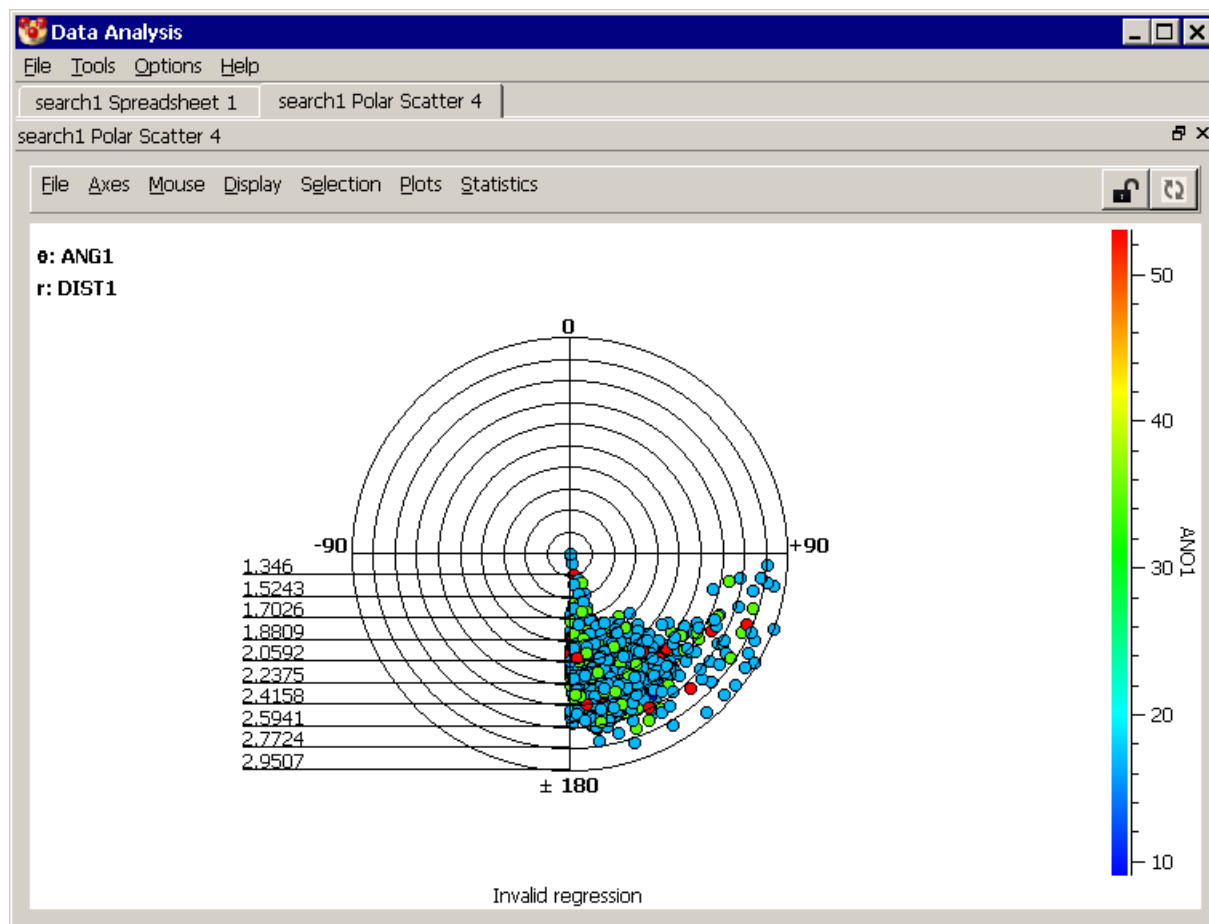 Data Analysis
File Tools Options Help
search1 Spreadsheet 1 search1 Polar Scatter 4
search1 Polar Scatter 4
File Axes Mouse Display Selection Plots Statistics
θ: ANG1
r: DIST1
0
-90
+90
1.346
1.5243
1.7026
1.8809
2.0592
2.2375
2.4158
2.5941
2.7724
2.9507
± 180
50
40
30
20
10
ANO1
Invalid regression